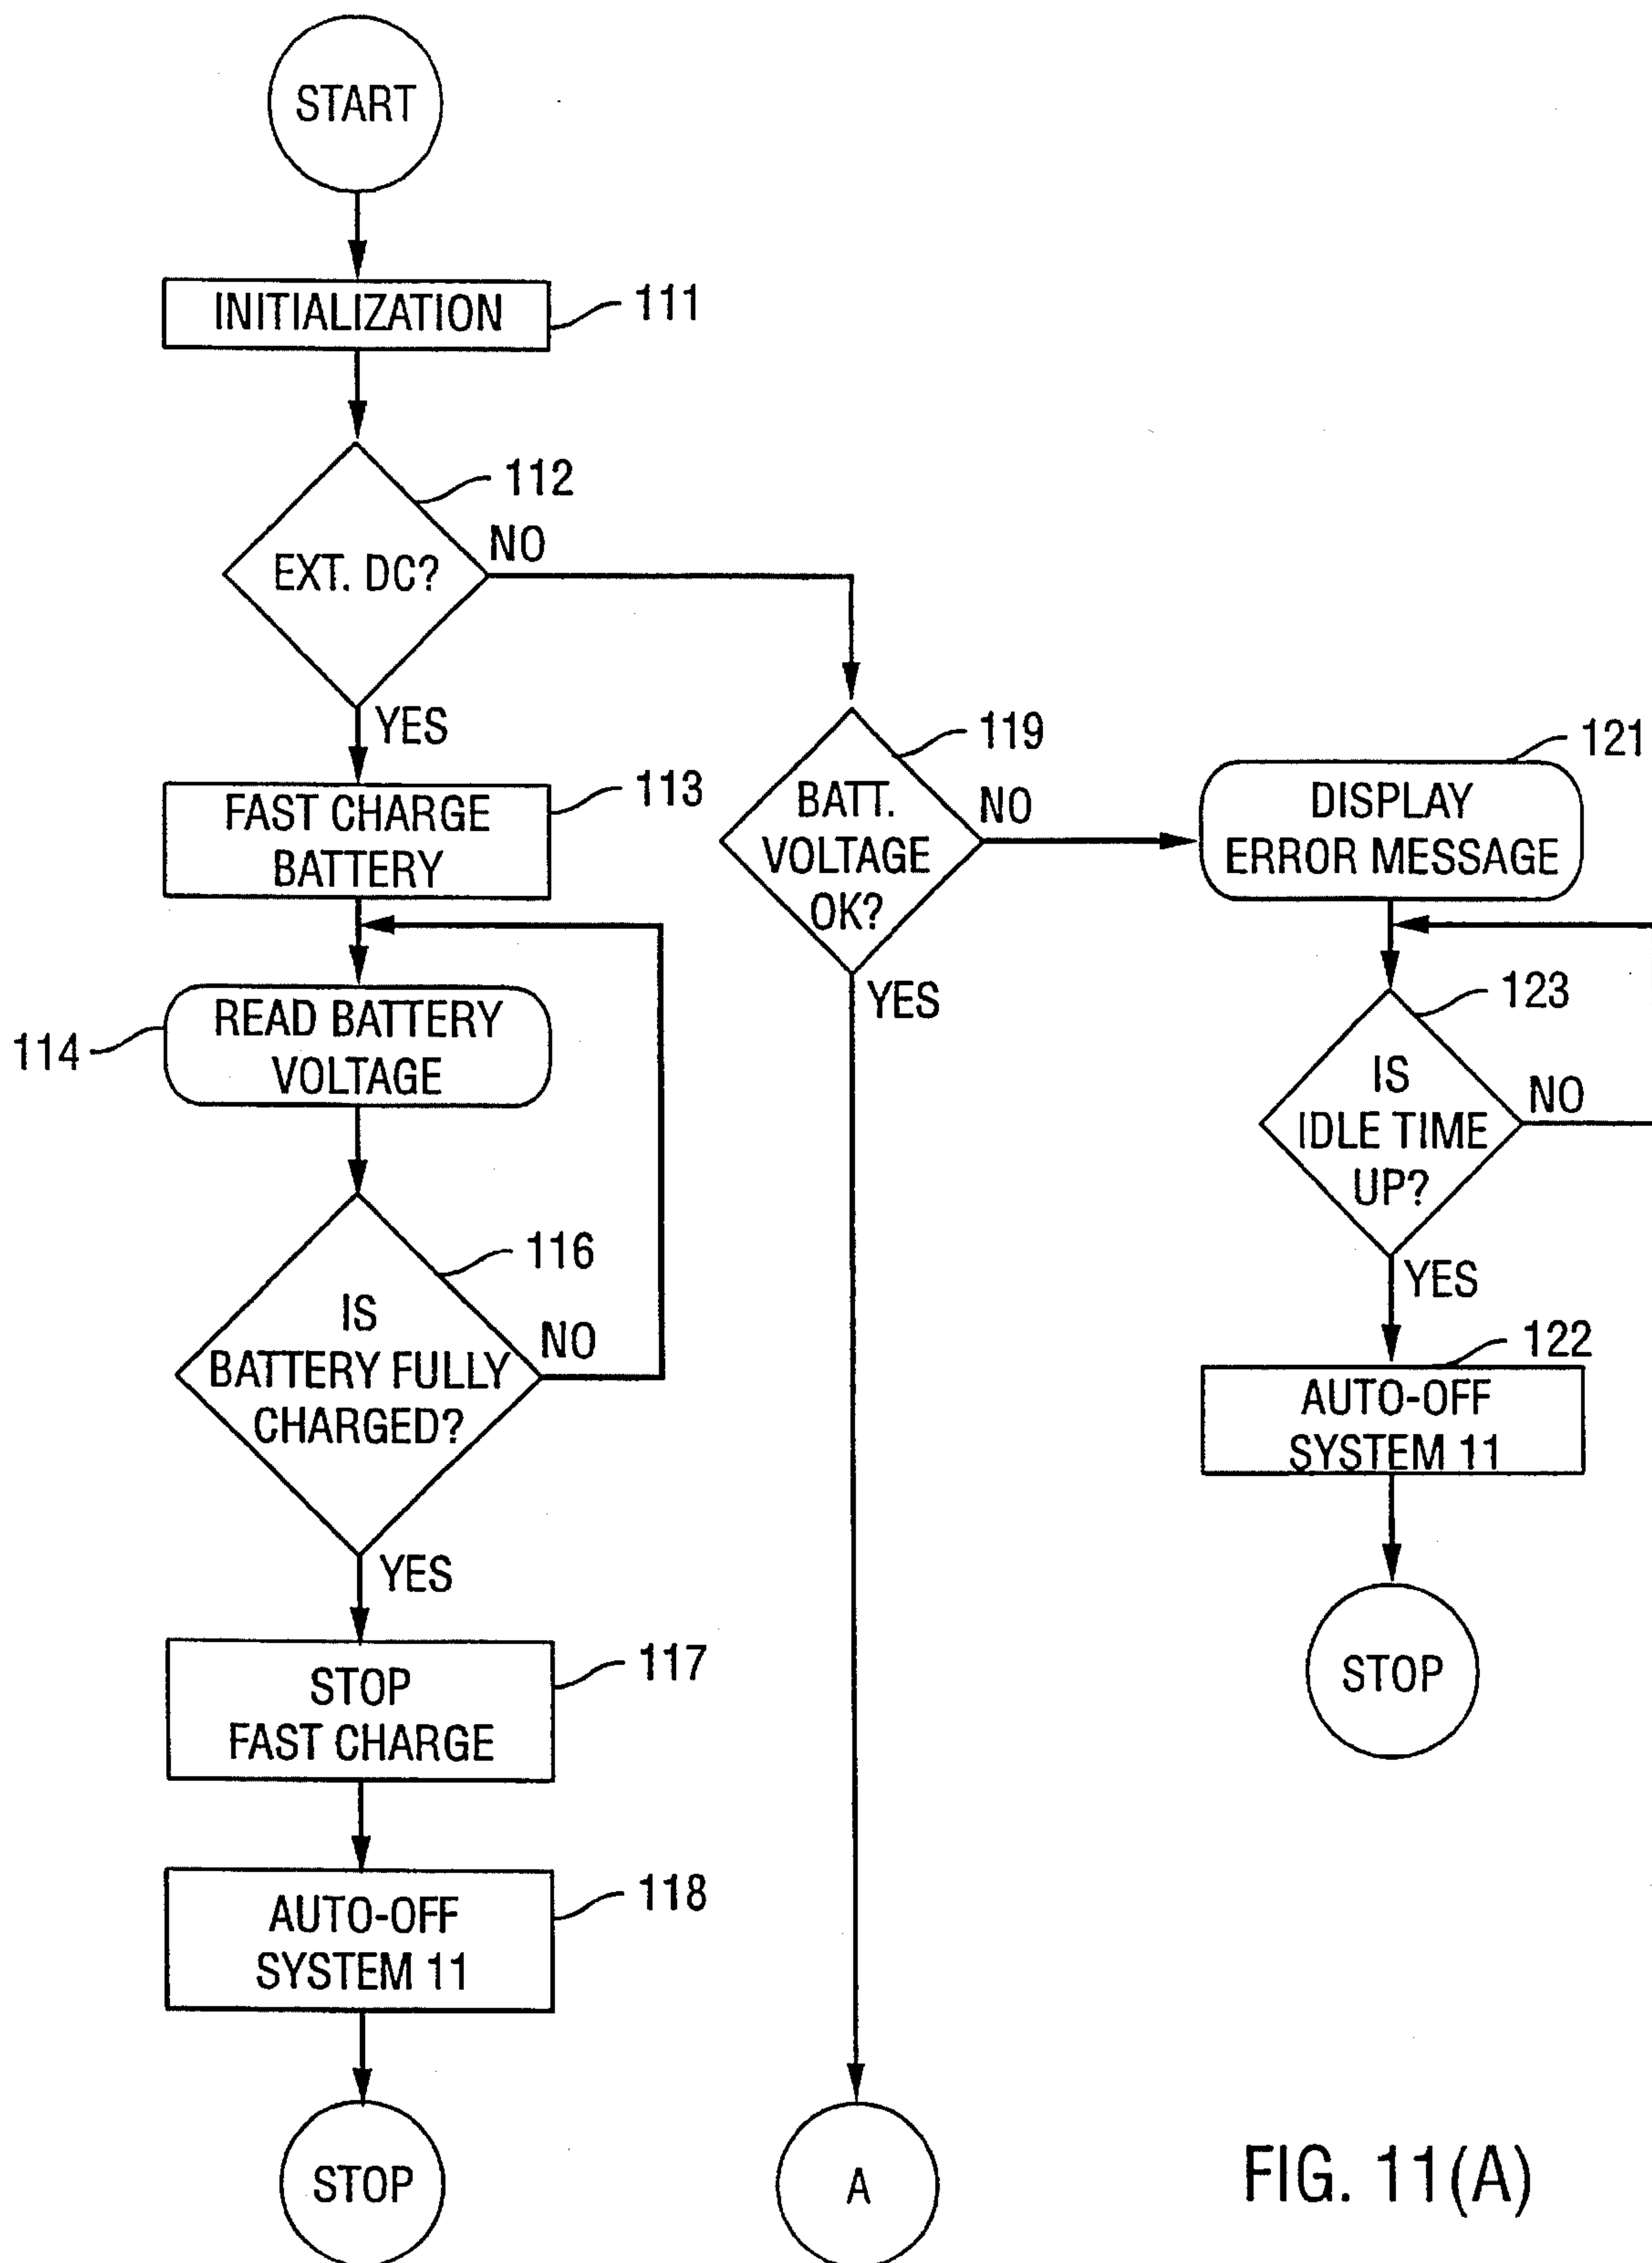 START
INITIALIZATION
111
112
EXT. DC?
NO
YES
FAST CHARGE
BATTERY
113
READ BATTERY
VOLTAGE
114
116
IS
BATTERY FULLY
CHARGED?
NO
YES
STOP
FAST CHARGE
117
AUTO-OFF
SYSTEM 11
118
STOP
119
BATT.
VOLTAGE
OK?
NO
YES
A
121
DISPLAY
ERROR MESSAGE
123
IS
IDLE TIME
UP?
NO
YES
122
AUTO-OFF
SYSTEM 11
STOP
FIG. 11(A)